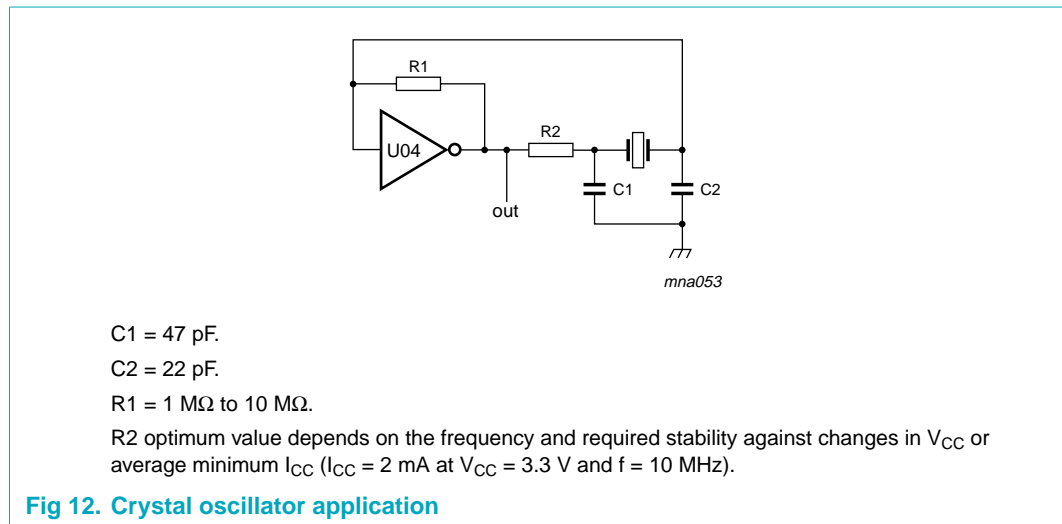 R1
R2
U04
C1
C2
out
mna053
C1 = 47 pF.
C2 = 22 pF.
R1 = 1 MΩ to 10 MΩ.
R2 optimum value depends on the frequency and required stability against changes in VCC or
average minimum ICC (ICC = 2 mA at VCC = 3.3 V and f = 10 MHz).
Fig 12. Crystal oscillator application